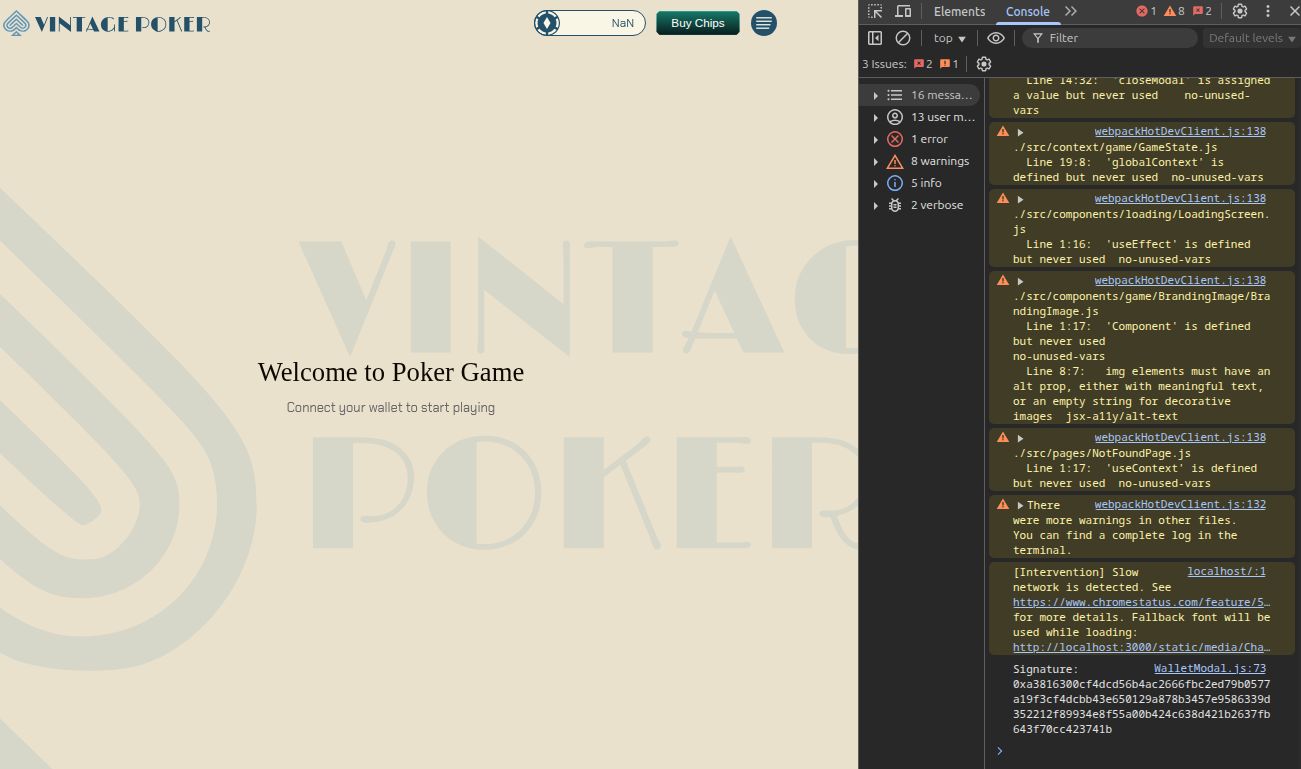 VINTAGE POKER
NaN
Buy Chips
VINTAG
Welcome to Poker Game
Connect your wallet to start playing
POKER
Elements
Console
1
8
2
top
Filter
Default levels
3 Issues:
2
1
16 messa…
13 user m…
1 error
8 warnings
5 info
2 verbose
Line 14:32: 'closeModal' is assigned
a value but never used no-unused-
vars
webpackHotDevClient.js:138
./src/context/game/GameState.js
Line 19:8: 'globalContext' is
defined but never used no-unused-vars
webpackHotDevClient.js:138
./src/components/loading/LoadingScreen.
js
Line 1:16: 'useEffect' is defined
but never used no-unused-vars
webpackHotDevClient.js:138
./src/components/game/BrandingImage/Bra
ndingImage.js
Line 1:17: 'Component' is defined
but never used
no-unused-vars
Line 8:7: img elements must have an
alt prop, either with meaningful text,
or an empty string for decorative
images jsx-a11y/alt-text
webpackHotDevClient.js:138
./src/pages/NotFoundPage.js
Line 1:17: 'useContext' is defined
but never used no-unused-vars
There webpackHotDevClient.js:132
were more warnings in other files.
You can find a complete log in the
terminal.
[Intervention] Slow localhost/:1
network is detected. See
https://www.chromestatus.com/feature/5…
for more details. Fallback font will be
used while loading:
http://localhost:3000/static/media/Cha…
Signature: WalletModal.js:73
0xa3816300cf4dcd56b4ac2666fbc2ed79b0577
a19f3cf4dcbb43e650129a878b3457e9586339d
352212f89934e8f55a00b424c638d421b2637fb
643f70cc423741b